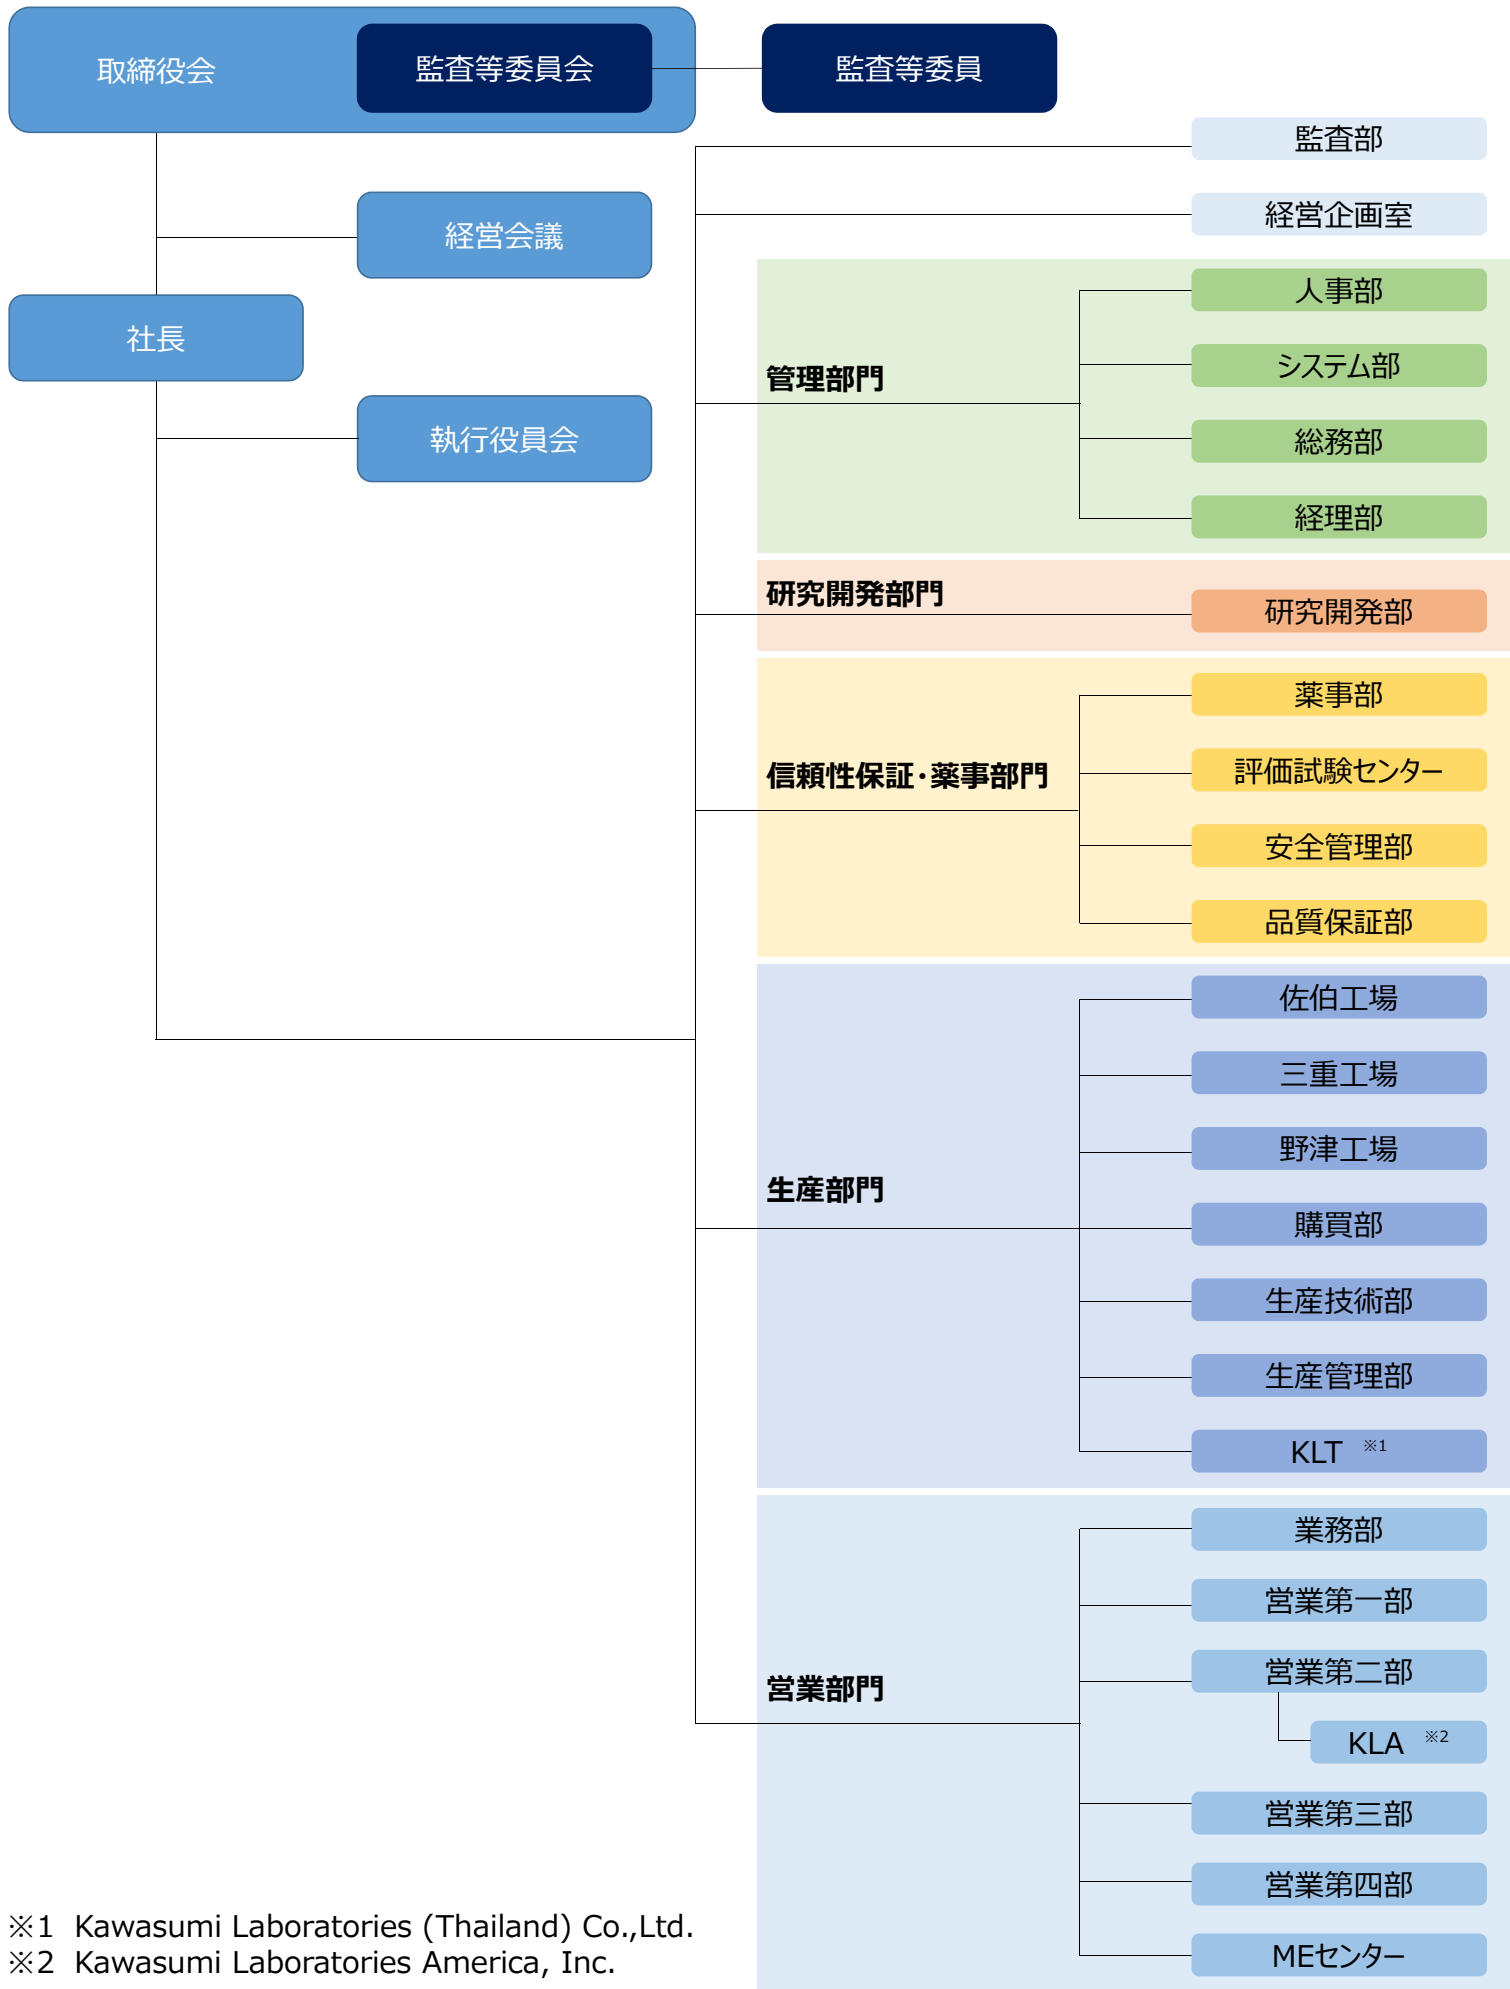 取締役会
監査等委員会
監査等委員
監査部
経営企画室
経営会議
社長
執行役員会
管理部門
人事部
システム部
総務部
経理部
研究開発部門
研究開発部
信頼性保証・薬事部門
薬事部
評価試験センター
安全管理部
品質保証部
生産部門
佐伯工場
三重工場
野津工場
購買部
生産技術部
生産管理部
KLT ※1
営業部門
業務部
営業第一部
営業第二部
KLA ※2
営業第三部
営業第四部
MEセンター
※1 Kawasumi Laboratories (Thailand) Co.,Ltd.
※2 Kawasumi Laboratories America, Inc.